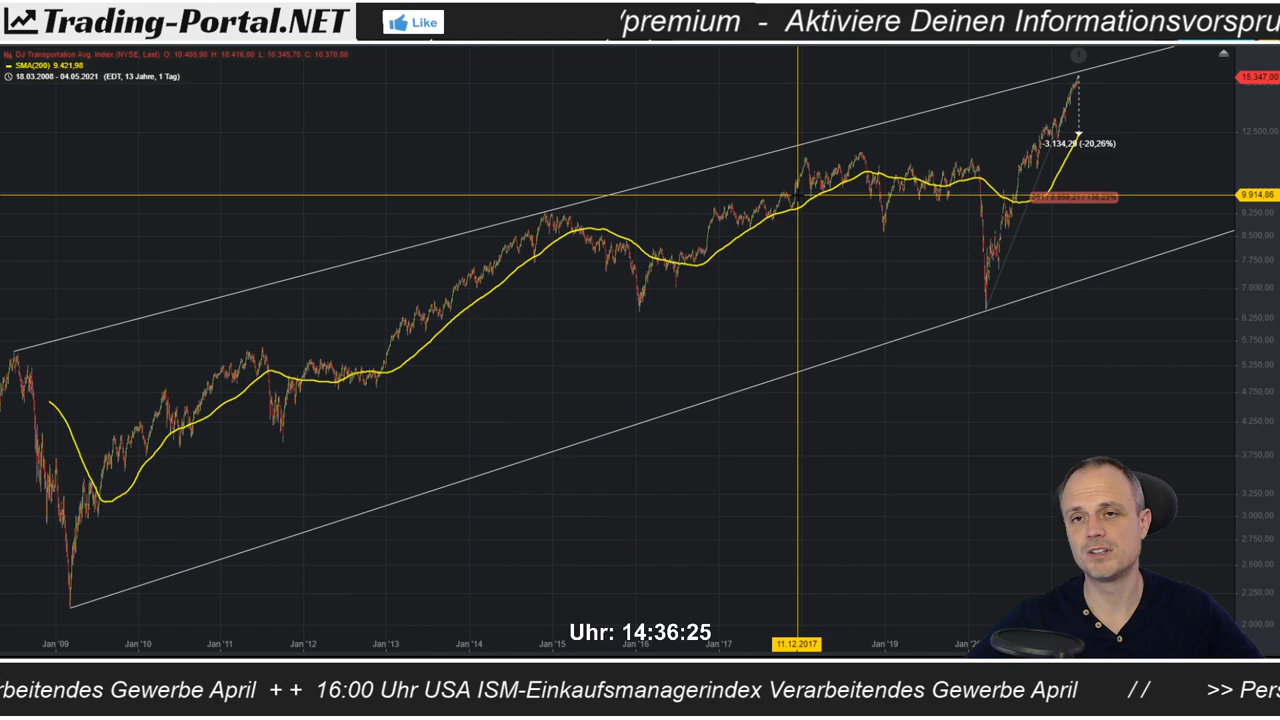 Trading-Portal.NET
Like
premium - Aktiviere Deinen Informationsvorspru
DJ Transportation Avg. Index (NYSE, Last) O: 10.406,90 H: 10.416,00 L: 10.345,70 C: 10.370,60
SMA(200) 9.421,98
18.03.2008 - 04.05.2021 (EDT, 13 Jahre, 1 Tag)
1
15.347,00
12.500,00
-3.134,29 (-20,26%)
9.914,86
9.250,00
8.500,00
7.750,00
7.000,00
6.250,00
5.750,00
5.250,00
4.750,00
4.250,00
3.750,00
3.250,00
3.000,00
2.750,00
2.500,00
2.250,00
2.000,00
Uhr: 14:36:25
Jan '09 Jan '10 Jan '11 Jan '12 Jan '13 Jan '14 Jan '15 Jan '16 Jan '17 11.12.2017 Jan '19 Jan '20
rbeitendes Gewerbe April + + 16:00 Uhr USA ISM-Einkaufsmanagerindex Verarbeitendes Gewerbe April // >> Pers